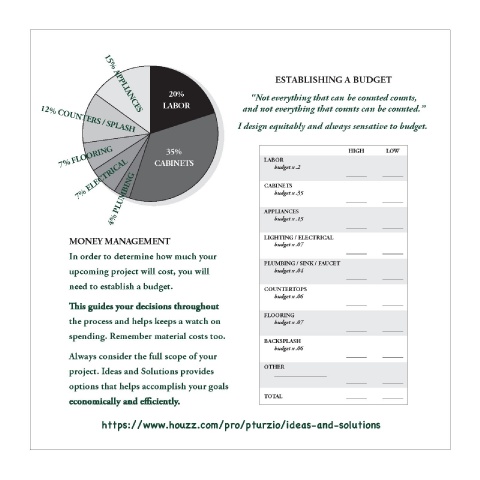 15% APPLIANCES
20%
LABOR
12% COUNTERS / SPLASH
35%
CABINETS
7% FLOORING
7% ELECTRICAL
4% PLUMBING
MONEY MANAGEMENT
In order to determine how much your
upcoming project will cost, you will
need to establish a budget.
This guides your decisions throughout
the process and helps keeps a watch on
spending. Remember material costs too.
Always consider the full scope of your
project. Ideas and Solutions provides
options that helps accomplish your goals
economically and efficiently.
ESTABLISHING A BUDGET
"Not everything that can be counted counts,
and not everything that counts can be counted."
I design equitably and always sensative to budget.
HIGH LOW
LABOR
budget x .2
CABINETS
budget x .35
APPLIANCES
budget x .15
LIGHTING / ELECTRICAL
budget x .07
PLUMBING / SINK / FAUCET
budget x .04
COUNTERTOPS
budget x .06
FLOORING
budget x .07
BACKSPLASH
budget x .06
OTHER
TOTAL
https://www.houzz.com/pro/pturzio/ideas-and-solutions